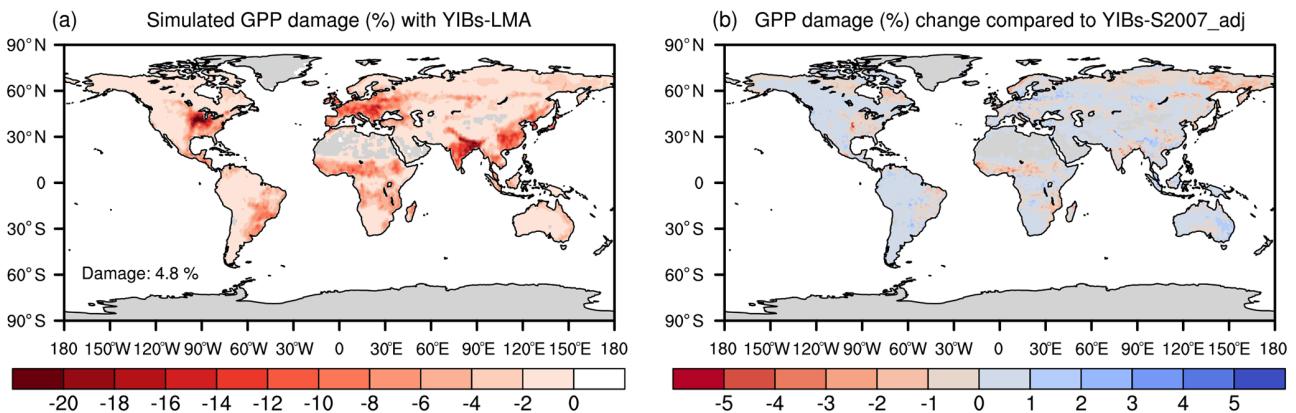 (a) Simulated GPP damage (%) with YIBs-LMA
90°N
60°N
30°N
0
30°S
60°S
90°S
Damage: 4.8 %
180 150°W 120°W 90°W 60°W 30°W 0 30°E 60°E 90°E 120°E 150°E 180
-20 -18 -16 -14 -12 -10 -8 -6 -4 -2 0
(b) GPP damage (%) change compared to YIBs-S2007_adj
90°N
60°N
30°N
0
30°S
60°S
90°S
180 150°W 120°W 90°W 60°W 30°W 0 30°E 60°E 90°E 120°E 150°E 180
-5 -4 -3 -2 -1 0 1 2 3 4 5